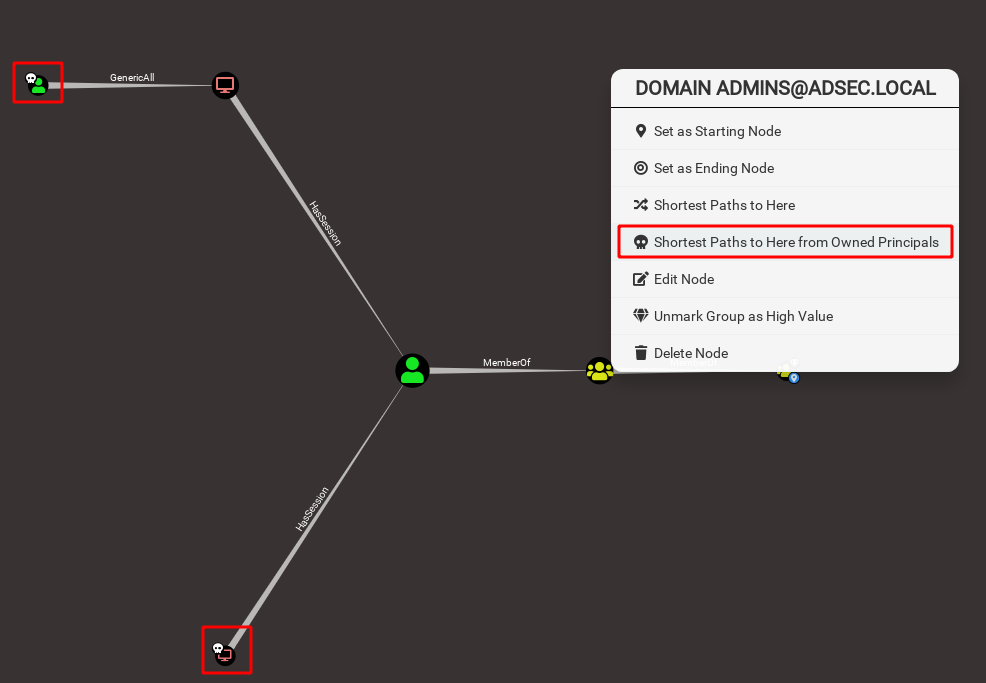 GenericAll
DOMAIN ADMINS@ADSEC.LOCAL
Set as Starting Node
Set as Ending Node
Shortest Paths to Here
HasSession
Shortest Paths to Here from Owned Principals
Edit Node
Unmark Group as High Value
Delete Node
MemberOf
HasSession